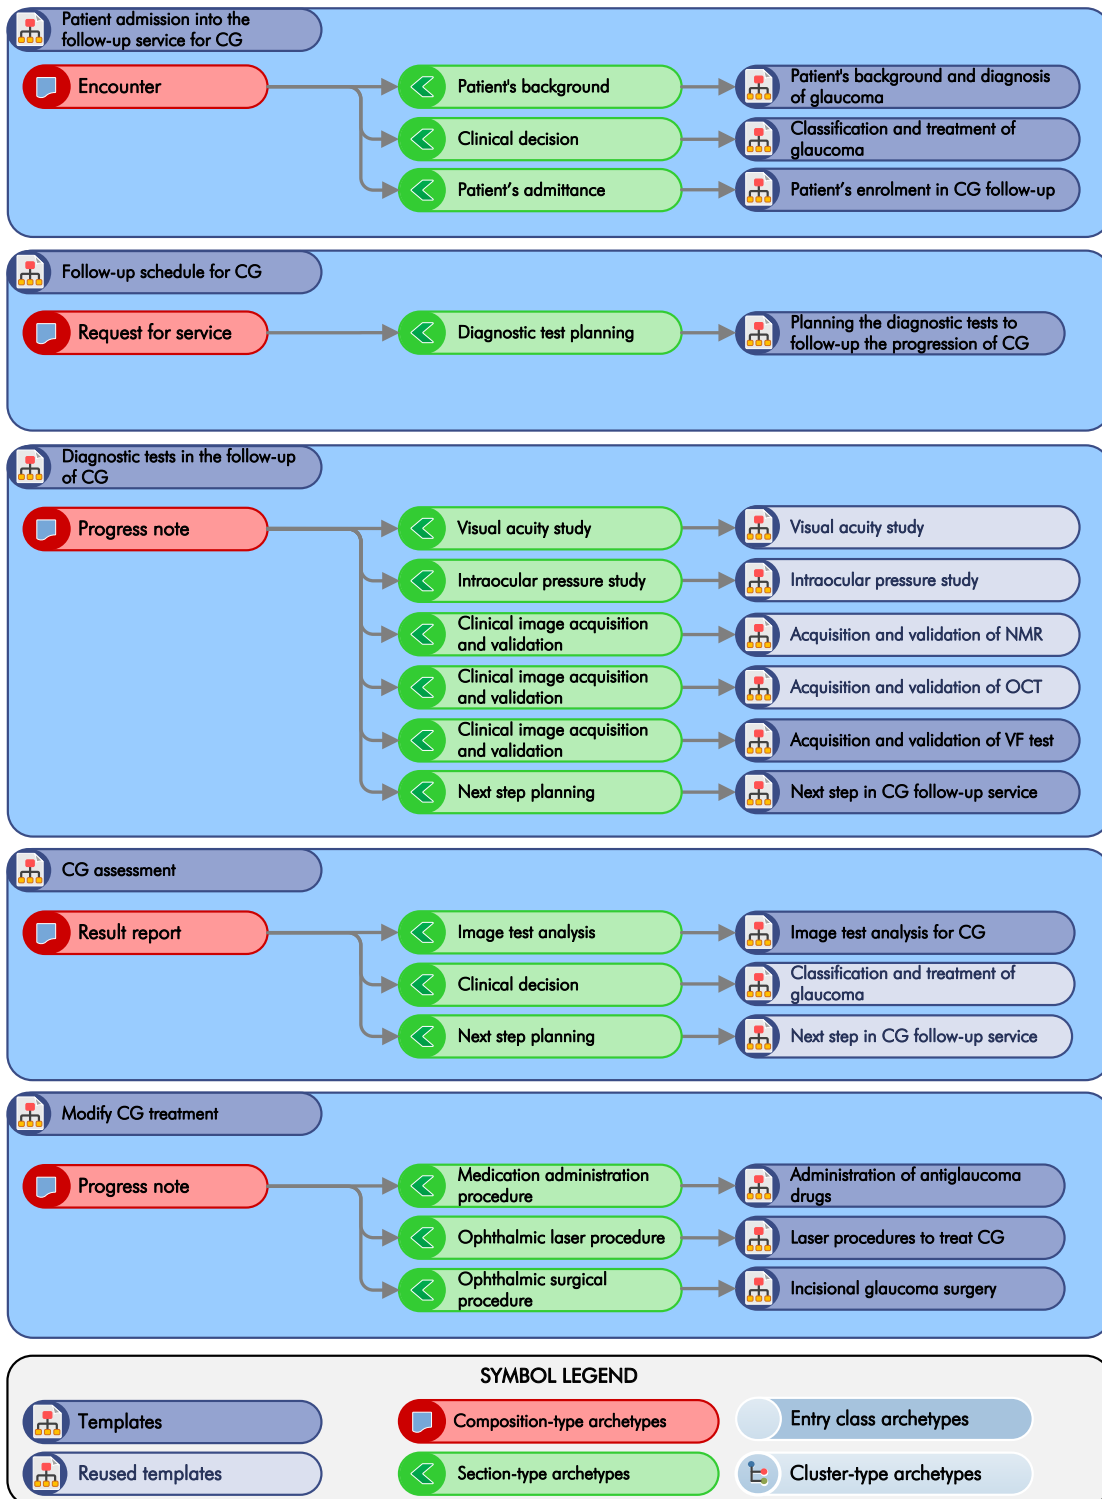 Patient admission into the
follow-up service for CG
Encounter
Patient's background
Patient's background and diagnosis
of glaucoma
Clinical decision
Classification and treatment of
glaucoma
Patient’s admittance
Patient’s enrolment in CG follow-up
Follow-up schedule for CG
Request for service
Diagnostic test planning
Planning the diagnostic tests to
follow-up the progression of CG
Diagnostic tests in the follow-up
of CG
Progress note
Visual acuity study
Visual acuity study
Intraocular pressure study
Intraocular pressure study
Clinical image acquisition
and validation
Acquisition and validation of NMR
Clinical image acquisition
and validation
Acquisition and validation of OCT
Clinical image acquisition
and validation
Acquisition and validation of VF test
Next step planning
Next step in CG follow-up service
CG assessment
Result report
Image test analysis
Image test analysis for CG
Clinical decision
Classification and treatment of
glaucoma
Next step planning
Next step in CG follow-up service
Modify CG treatment
Progress note
Medication administration
procedure
Administration of antiglaucoma
drugs
Ophthalmic laser procedure
Laser procedures to treat CG
Ophthalmic surgical
procedure
Incisional glaucoma surgery
SYMBOL LEGEND
Templates
Composition-type archetypes
Entry class archetypes
Reused templates
Section-type archetypes
Cluster-type archetypes